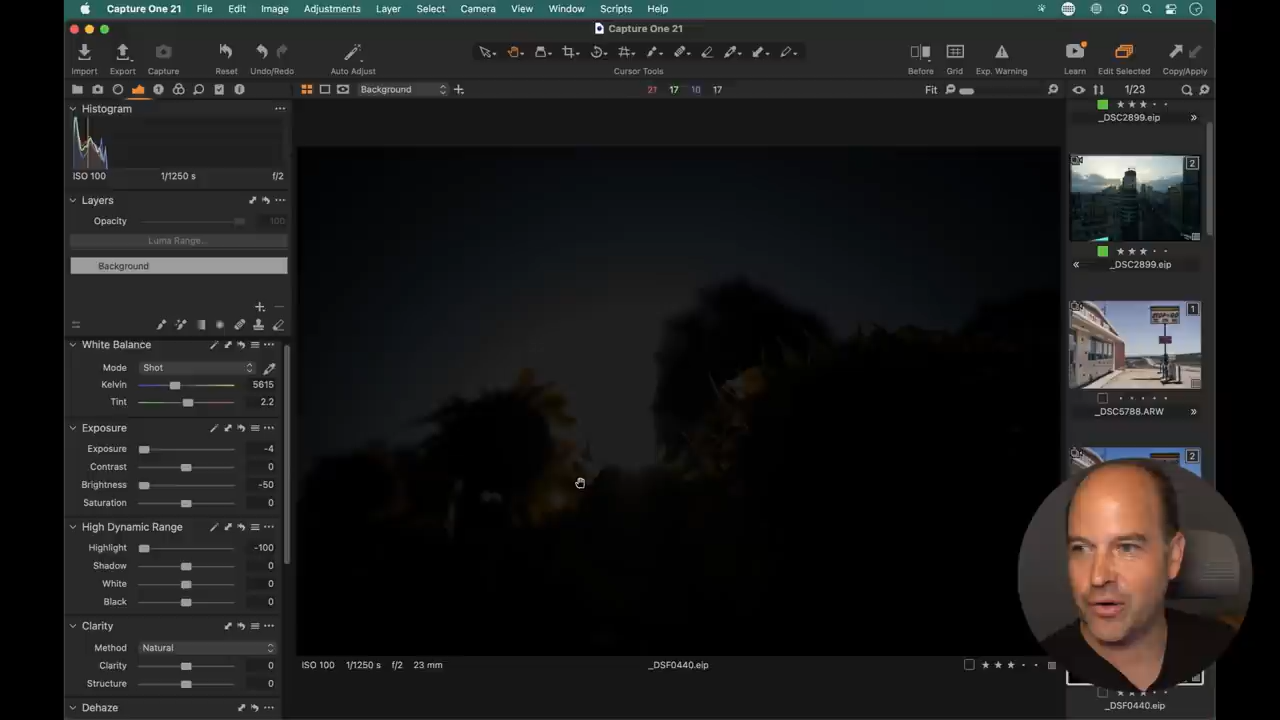 Capture One 21 File Edit Image Adjustments Layer Select Camera View Window Scripts Help
Capture One 21
Import Export Capture Reset Undo/Redo Auto Adjust Cursor Tools Before Grid Exp. Warning Learn Edit Selected Copy/Apply
Background 21 17 10 17 Fit 1/23
Histogram
ISO 100 1/1250 s f/2
Layers
Opacity 100
Luma Range...
Background
White Balance
Mode Shot
Kelvin 5615
Tint 2.2
Exposure
Exposure -4
Contrast 0
Brightness -50
Saturation 0
High Dynamic Range
Highlight -100
Shadow 0
White 0
Black 0
Clarity
Method Natural
Clarity 0
Structure 0
Dehaze
ISO 100 1/1250 s f/2 23 mm _DSF0440.eip
_DSC2899.eip
2
_DSC2899.eip
1
_DSC5788.ARW
2
_DSF0440.eip